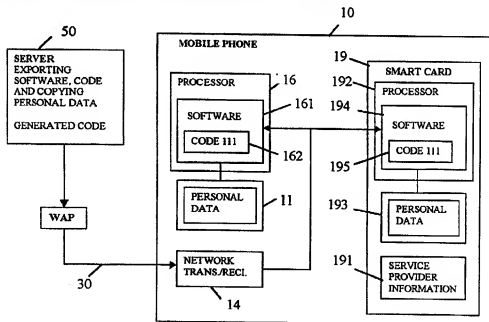 50
SERVER
EXPORTING
SOFTWARE, CODE
AND COPYING
PERSONAL DATA
GENERATED CODE
WAP
30
10
MOBILE PHONE
PROCESSOR
16
161
SOFTWARE
CODE 111
162
PERSONAL
DATA
11
NETWORK
TRANS./RECI.
14
19
SMART CARD
192
PROCESSOR
194
SOFTWARE
CODE 111
195
193
PERSONAL
DATA
191
SERVICE
PROVIDER
INFORMATION